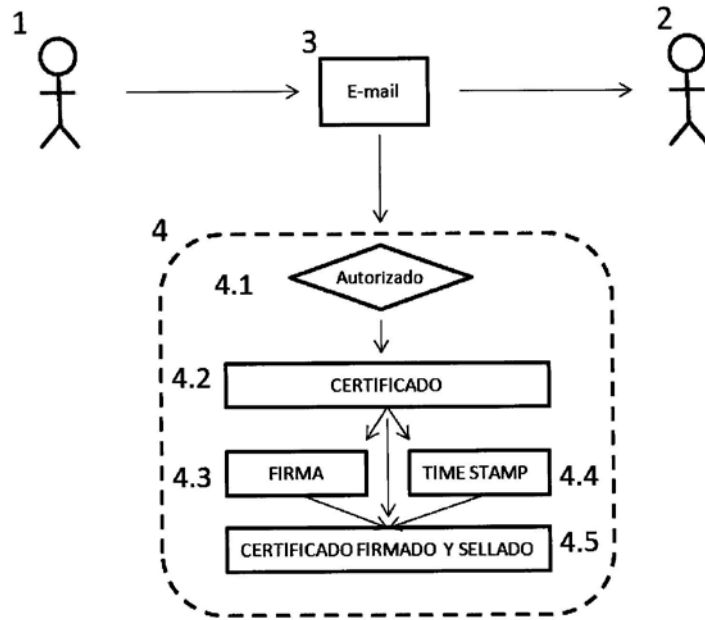 1
3
2
E-mail
4
4.1
Autorizado
4.2
CERTIFICADO
4.3
FIRMA
TIME STAMP
4.4
CERTIFICADO FIRMADO Y SELLADO
4.5